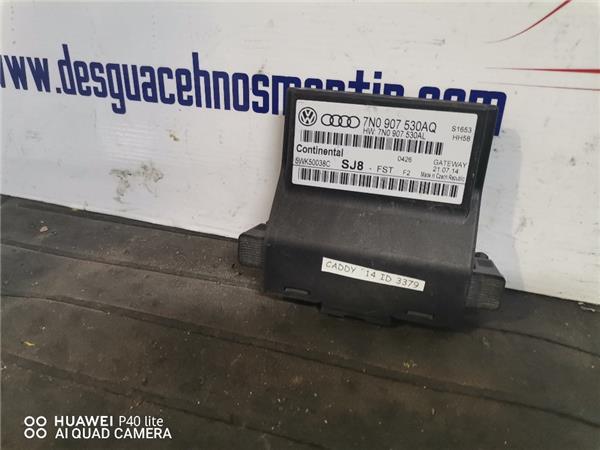 www.desguacehnosmartin.com
7N0 907 530AQ
S1653
HW: 7N0 907 530AL
HH58
Continental
0426
GATEWAY
5WK50038C
SJ8 - FST F2
21.07.14
Made in Czech Republic
CADDY '14 ID 3379
HUAWEI P40 lite
AI QUAD CAMERA